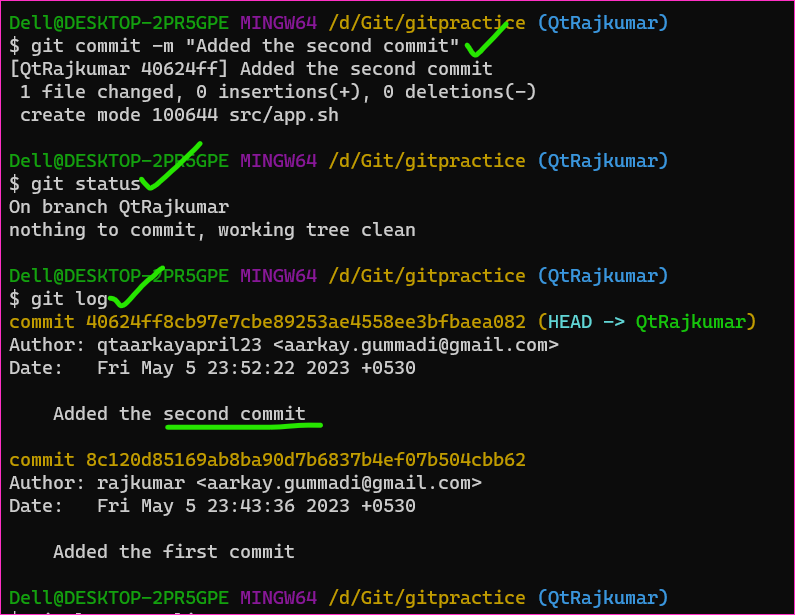 Dell@DESKTOP-2PR5GPE MINGW64 /d/Git/gitpractice (QtRajkumar)
$ git commit -m "Added the second commit"
[QtRajkumar 40624ff] Added the second commit
 1 file changed, 0 insertions(+), 0 deletions(-)
 create mode 100644 src/app.sh

Dell@DESKTOP-2PR5GPE MINGW64 /d/Git/gitpractice (QtRajkumar)
$ git status
On branch QtRajkumar
nothing to commit, working tree clean

Dell@DESKTOP-2PR5GPE MINGW64 /d/Git/gitpractice (QtRajkumar)
$ git log
commit 40624ff8cb97e7cbe89253ae4558ee3bfbaea082 (HEAD -> QtRajkumar)
Author: qtaarkayapril23 <aarkay.gummadi@gmail.com>
Date:   Fri May 5 23:52:22 2023 +0530

    Added the second commit

commit 8c120d85169ab8ba90d7b6837b4ef07b504cbb62
Author: rajkumar <aarkay.gummadi@gmail.com>
Date:   Fri May 5 23:43:36 2023 +0530

    Added the first commit

Dell@DESKTOP-2PR5GPE MINGW64 /d/Git/gitpractice (QtRajkumar)